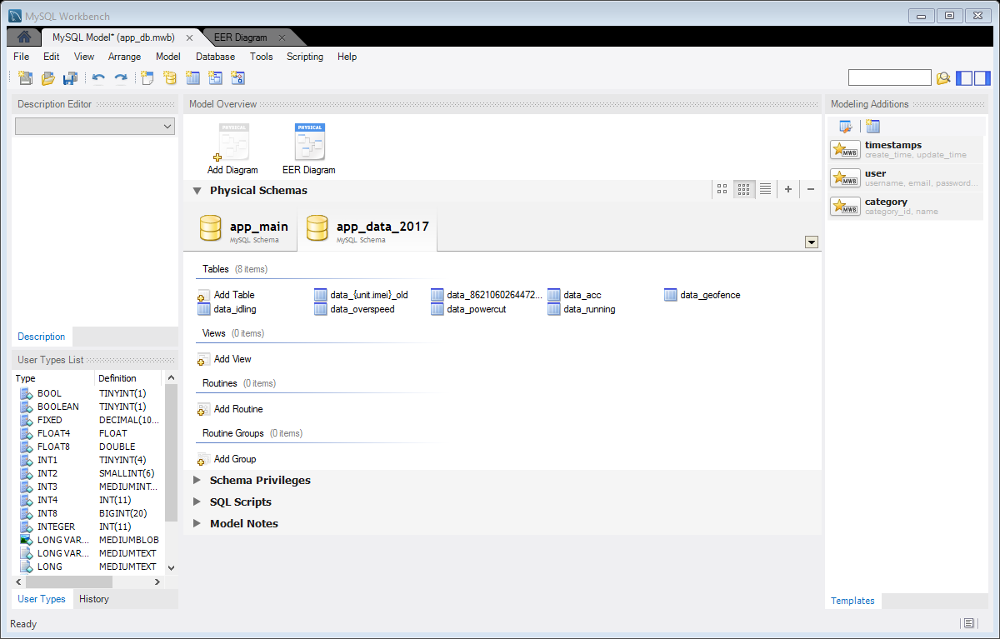 MySQL Workbench
MySQL Model* (app_db.mwb)
EER Diagram
File Edit View Arrange Model Database Tools Scripting Help
Description Editor
Description
User Types List
Type Definition
BOOL TINYINT(1)
BOOLEAN TINYINT(1)
FIXED DECIMAL(10...
FLOAT4 FLOAT
FLOAT8 DOUBLE
INT1 TINYINT(4)
INT2 SMALLINT(6)
INT3 MEDIUMINT...
INT4 INT(11)
INT8 BIGINT(20)
INTEGER INT(11)
LONG VAR... MEDIUMBLOB
LONG VAR... MEDIUMTEXT
LONG MEDIUMTEXT
User Types History
Model Overview
PHYSICAL PHYSICAL
Add Diagram EER Diagram
Physical Schemas
app_main
MySQL Schema
app_data_2017
MySQL Schema
Tables (8 items)
Add Table data_{unit.imei}_old data_8621060264472... data_acc data_geofence
data_idling data_overspeed data_powercut data_running
Views (0 items)
Add View
Routines (0 items)
Add Routine
Routine Groups (0 items)
Add Group
Schema Privileges
SQL Scripts
Model Notes
Modeling Additions
MWB
timestamps
create_time, update_time
MWB
user
username, email, password...
MWB
category
category_id, name
Templates
Ready